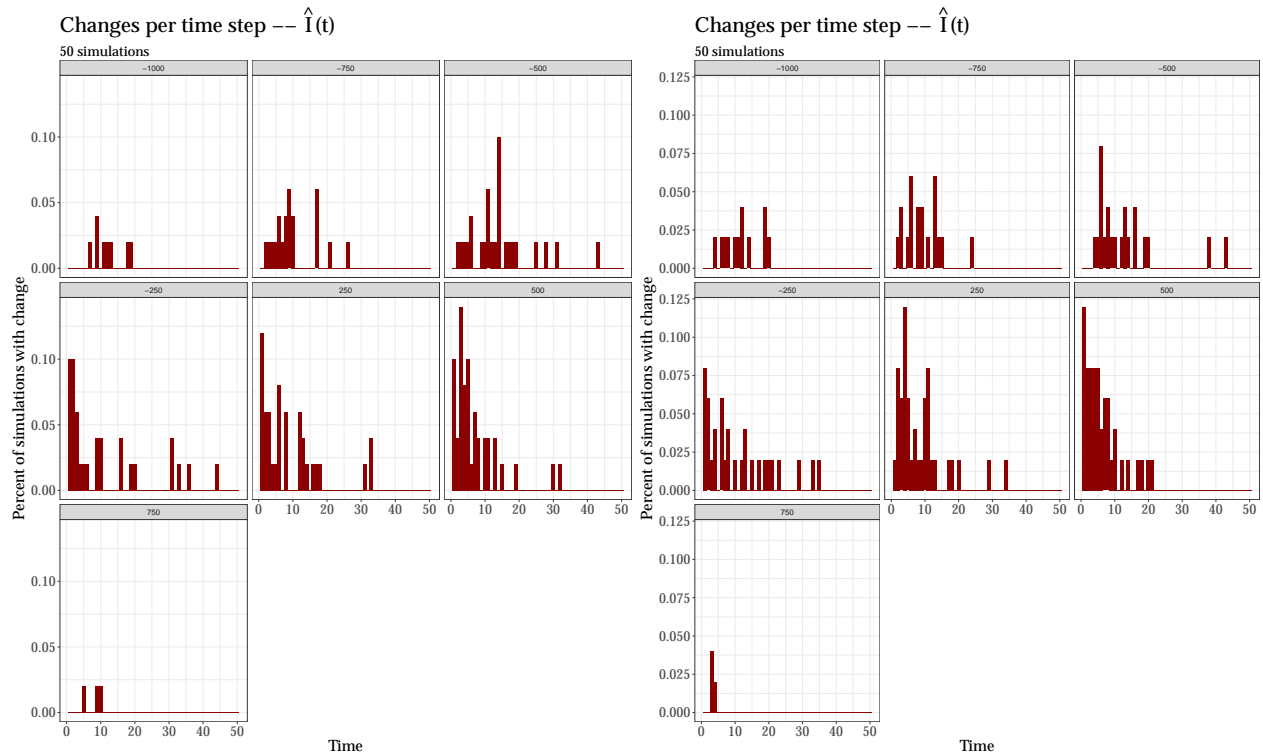 Changes per time step −− Î(t)
50 simulations
−1000 −750 −500
0.10
0.05
0.00
−250 250 500
0.10
0.05
0.00
0 10 20 30 40 50 0 10 20 30 40 50
750
0.10
0.05
0.00
0 10 20 30 40 50
Percent of simulations with change
Time
Changes per time step −− Î(t)
50 simulations
−1000 −750 −500
0.125
0.100
0.075
0.050
0.025
0.000
−250 250 500
0.125
0.100
0.075
0.050
0.025
0.000
0 10 20 30 40 50 0 10 20 30 40 50
750
0.125
0.100
0.075
0.050
0.025
0.000
0 10 20 30 40 50
Percent of simulations with change
Time